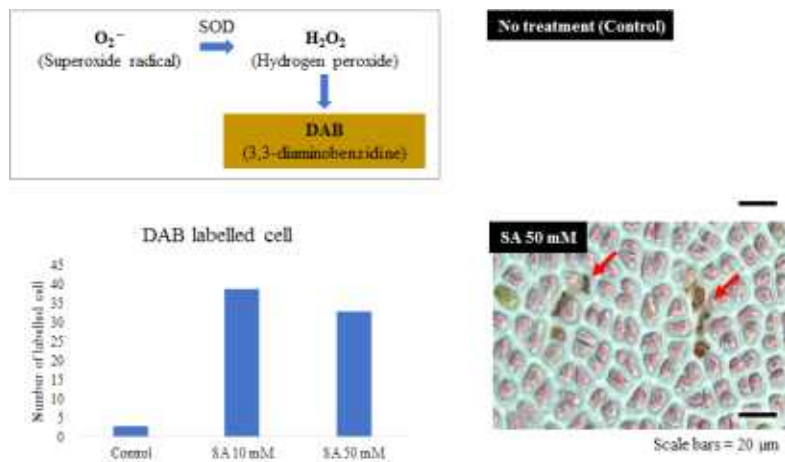 SOD
O₂⁻ H₂O₂
(Superoxide radical) (Hydrogen peroxide)
DAB
(3,3-diaminobenzidine)
No treatment (Control)
DAB labelled cell
Number of labelled cell
45
40
35
30
25
20
15
10
5
0
Control SA 10 mM SA 50 mM
SA 50 mM
Scale bars = 20 μm